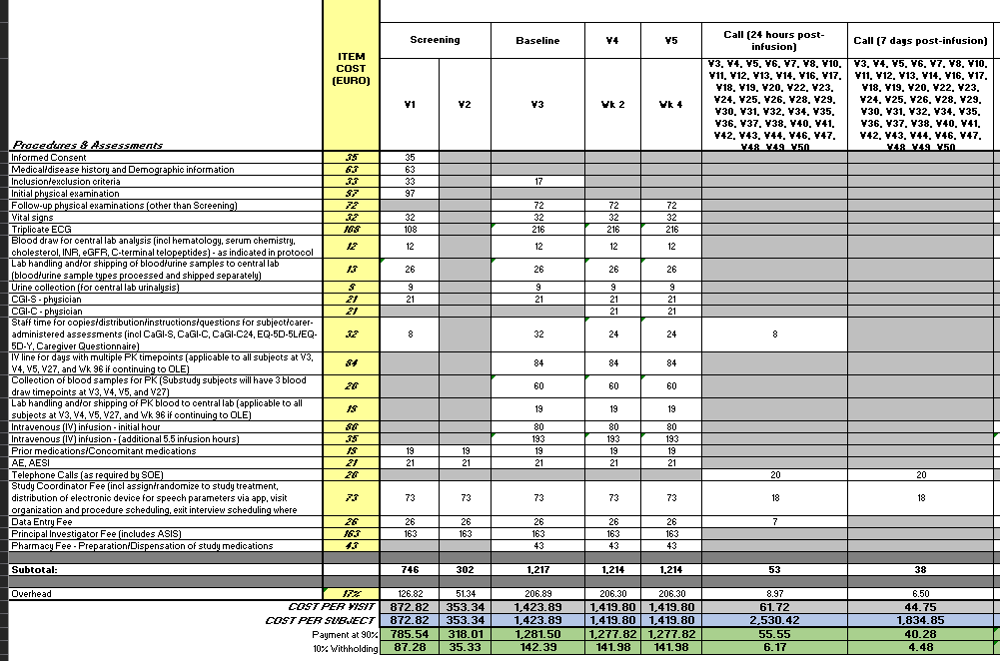 ITEM COST (EURO) Screening Baseline V4 V5 Call (24 hours post-infusion) Call (7 days post-infusion)
V1 V2 V3 Wk 2 Wk 4
V3, V4, V5, V6, V7, V8, V10, V3, V4, V5, V6, V7, V8, V10,
V11, V12, V13, V14, V16, V17, V11, V12, V13, V14, V16, V17,
V18, V19, V20, V22, V23, V18, V19, V20, V22, V23,
V24, V25, V26, V28, V29, V24, V25, V26, V28, V29,
V30, V31, V32, V34, V35, V30, V31, V32, V34, V35,
V36, V37, V38, V40, V41, V36, V37, V38, V40, V41,
V42, V43, V44, V46, V47, V42, V43, V44, V46, V47,
V48, V49, V50 V48, V49, V50
Procedures & Assessments
Informed Consent 35 35
Medical/disease history and Demographic information 63 63
Inclusion/exclusion criteria 33 33 17
Initial physical examination 97 97
Follow-up physical examinations (other than Screening) 72 72 72 72
Vital signs 32 32 32 32 32
Triplicate ECG 108 108 216 216 216
Blood draw for central lab analysis (incl hematology, serum chemistry,
cholesterol, INR, eGFR, C-terminal telopeptides) - as indicated in protocol 12 12 12 12 12
Lab handling and/or shipping of blood/urine samples to central lab
(blood/urine sample types processed and shipped separately) 13 26 26 26 26
Urine collection (for central lab urinalysis) 9 9 9 9 9
CGI-S - physician 21 21 21 21 21
CGI-C - physician 21 21 21
Staff time for copies/distribution/instructions/questions for subject/carer-
administered assessments (incl CaGI-S, CaGI-C, CaGI-C24, EQ-5D-5L/EQ-
5D-Y, Caregiver Questionnaire) 32 8 32 24 24 8
IV line for days with multiple PK timepoints (applicable to all subjects at V3,
V4, V5, V27, and Wk 96 if continuing to OLE) 84 84 84 84
Collection of blood samples for PK (Substudy subjects will have 3 blood
draw timepoints at V3, V4, V5, and V27) 20 60 60 60
Lab handling and/or shipping of PK blood to central lab (applicable to all
subjects at V3, V4, V5, V27, and Wk 96 if continuing to OLE) 19 19 19 19
Intravenous (IV) infusion - initial hour 80 80 80 80
Intravenous (IV) infusion - (additional 5.5 infusion hours) 35 193 193 193
Prior medications/Concomitant medications 19 19 19 19 19 19
AE, AESI 21 21 21 21 21 21
Telephone Calls (as required by SOE) 20 20 20
Study Coordinator Fee (incl assign/randomize to study treatment,
distribution of electronic device for speech parameters via app, visit
organization and procedure scheduling, exit interview scheduling where 73 73 73 73 73 73 18 18
Data Entry Fee 26 26 26 26 26 26 7
Principal Investigator Fee (includes ASIS) 163 163 163 163 163 163
Pharmacy Fee - Preparation/Dispensation of study medications 43 43 43 43
Subtotal: 746 302 1,217 1,214 1,214 53 38
Overhead 17% 126.82 51.34 206.89 206.30 206.30 8.97 6.50
COST PER VISIT 872.82 353.34 1,423.89 1,419.80 1,419.80 61.72 44.75
COST PER SUBJECT 872.82 353.34 1,423.89 1,419.80 1,419.80 2,530.42 1,834.85
Payment at 90% 785.54 318.01 1,281.50 1,277.82 1,277.82 55.55 40.28
10% Withholding 87.28 35.33 142.39 141.98 141.98 6.17 4.48